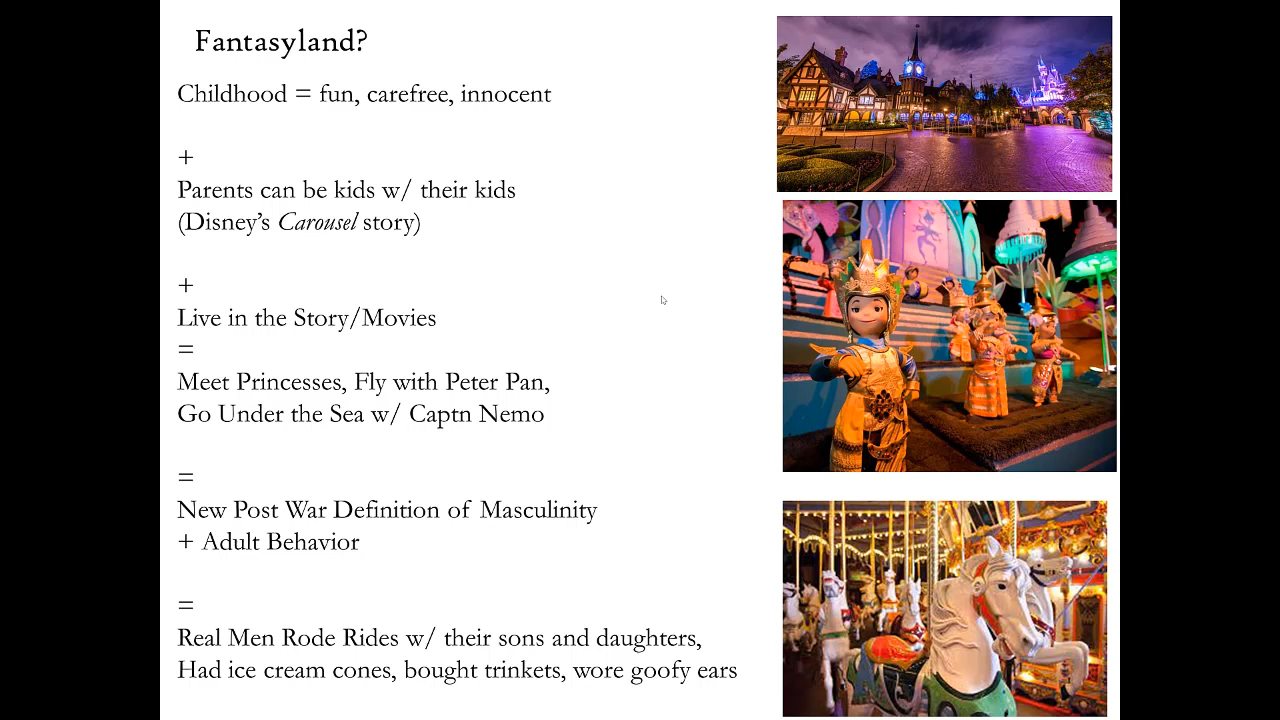 Fantasyland?
Childhood = fun, carefree, innocent
+
Parents can be kids w/ their kids
(Disney’s Carousel story)
+
Live in the Story/Movies
=
Meet Princesses, Fly with Peter Pan,
Go Under the Sea w/ Captn Nemo
=
New Post War Definition of Masculinity
+ Adult Behavior
=
Real Men Rode Rides w/ their sons and daughters,
Had ice cream cones, bought trinkets, wore goofy ears